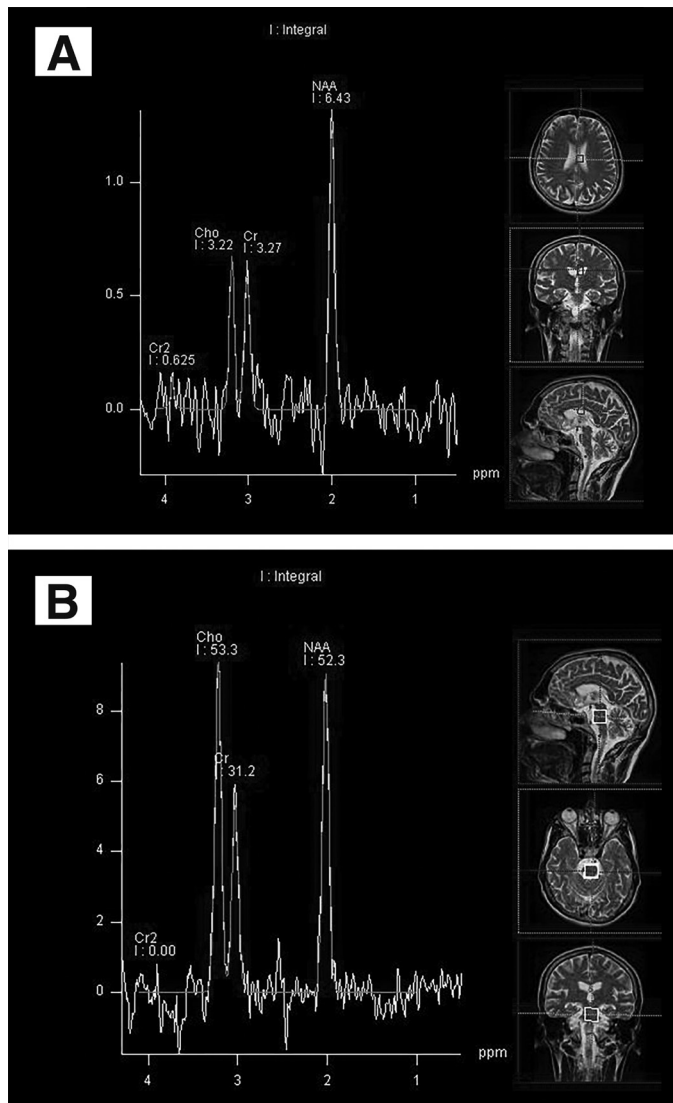 A
I : Integral
NAA
I : 6.43
1.0
Cho
I : 3.22
Cr
I : 3.27
0.5
Cr2
I : 0.625
0.0
ppm
4
3
2
1
B
I : Integral
Cho
I : 53.3
NAA
I : 52.3
8
Cr
: 31.2
6
4
2
Cr2
I : 0.00
0
ppm
4
3
2
1